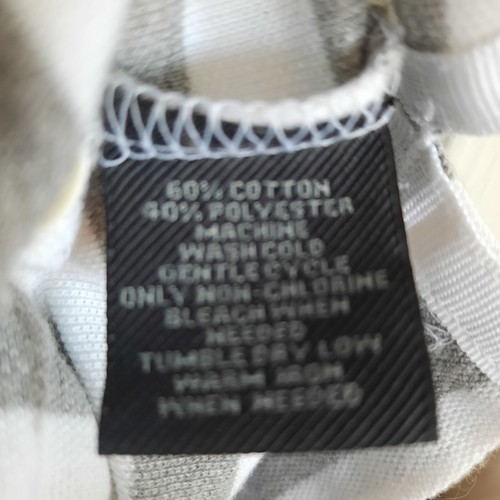 60% COTTON
40% POLYESTER
MACHINE
WASH COLD
GENTLE CYCLE
ONLY NON-CHLORINE
BLEACH WHEN
NEEDED
TUMBLE DRY LOW
WARM IRON
WHEN NEEDED